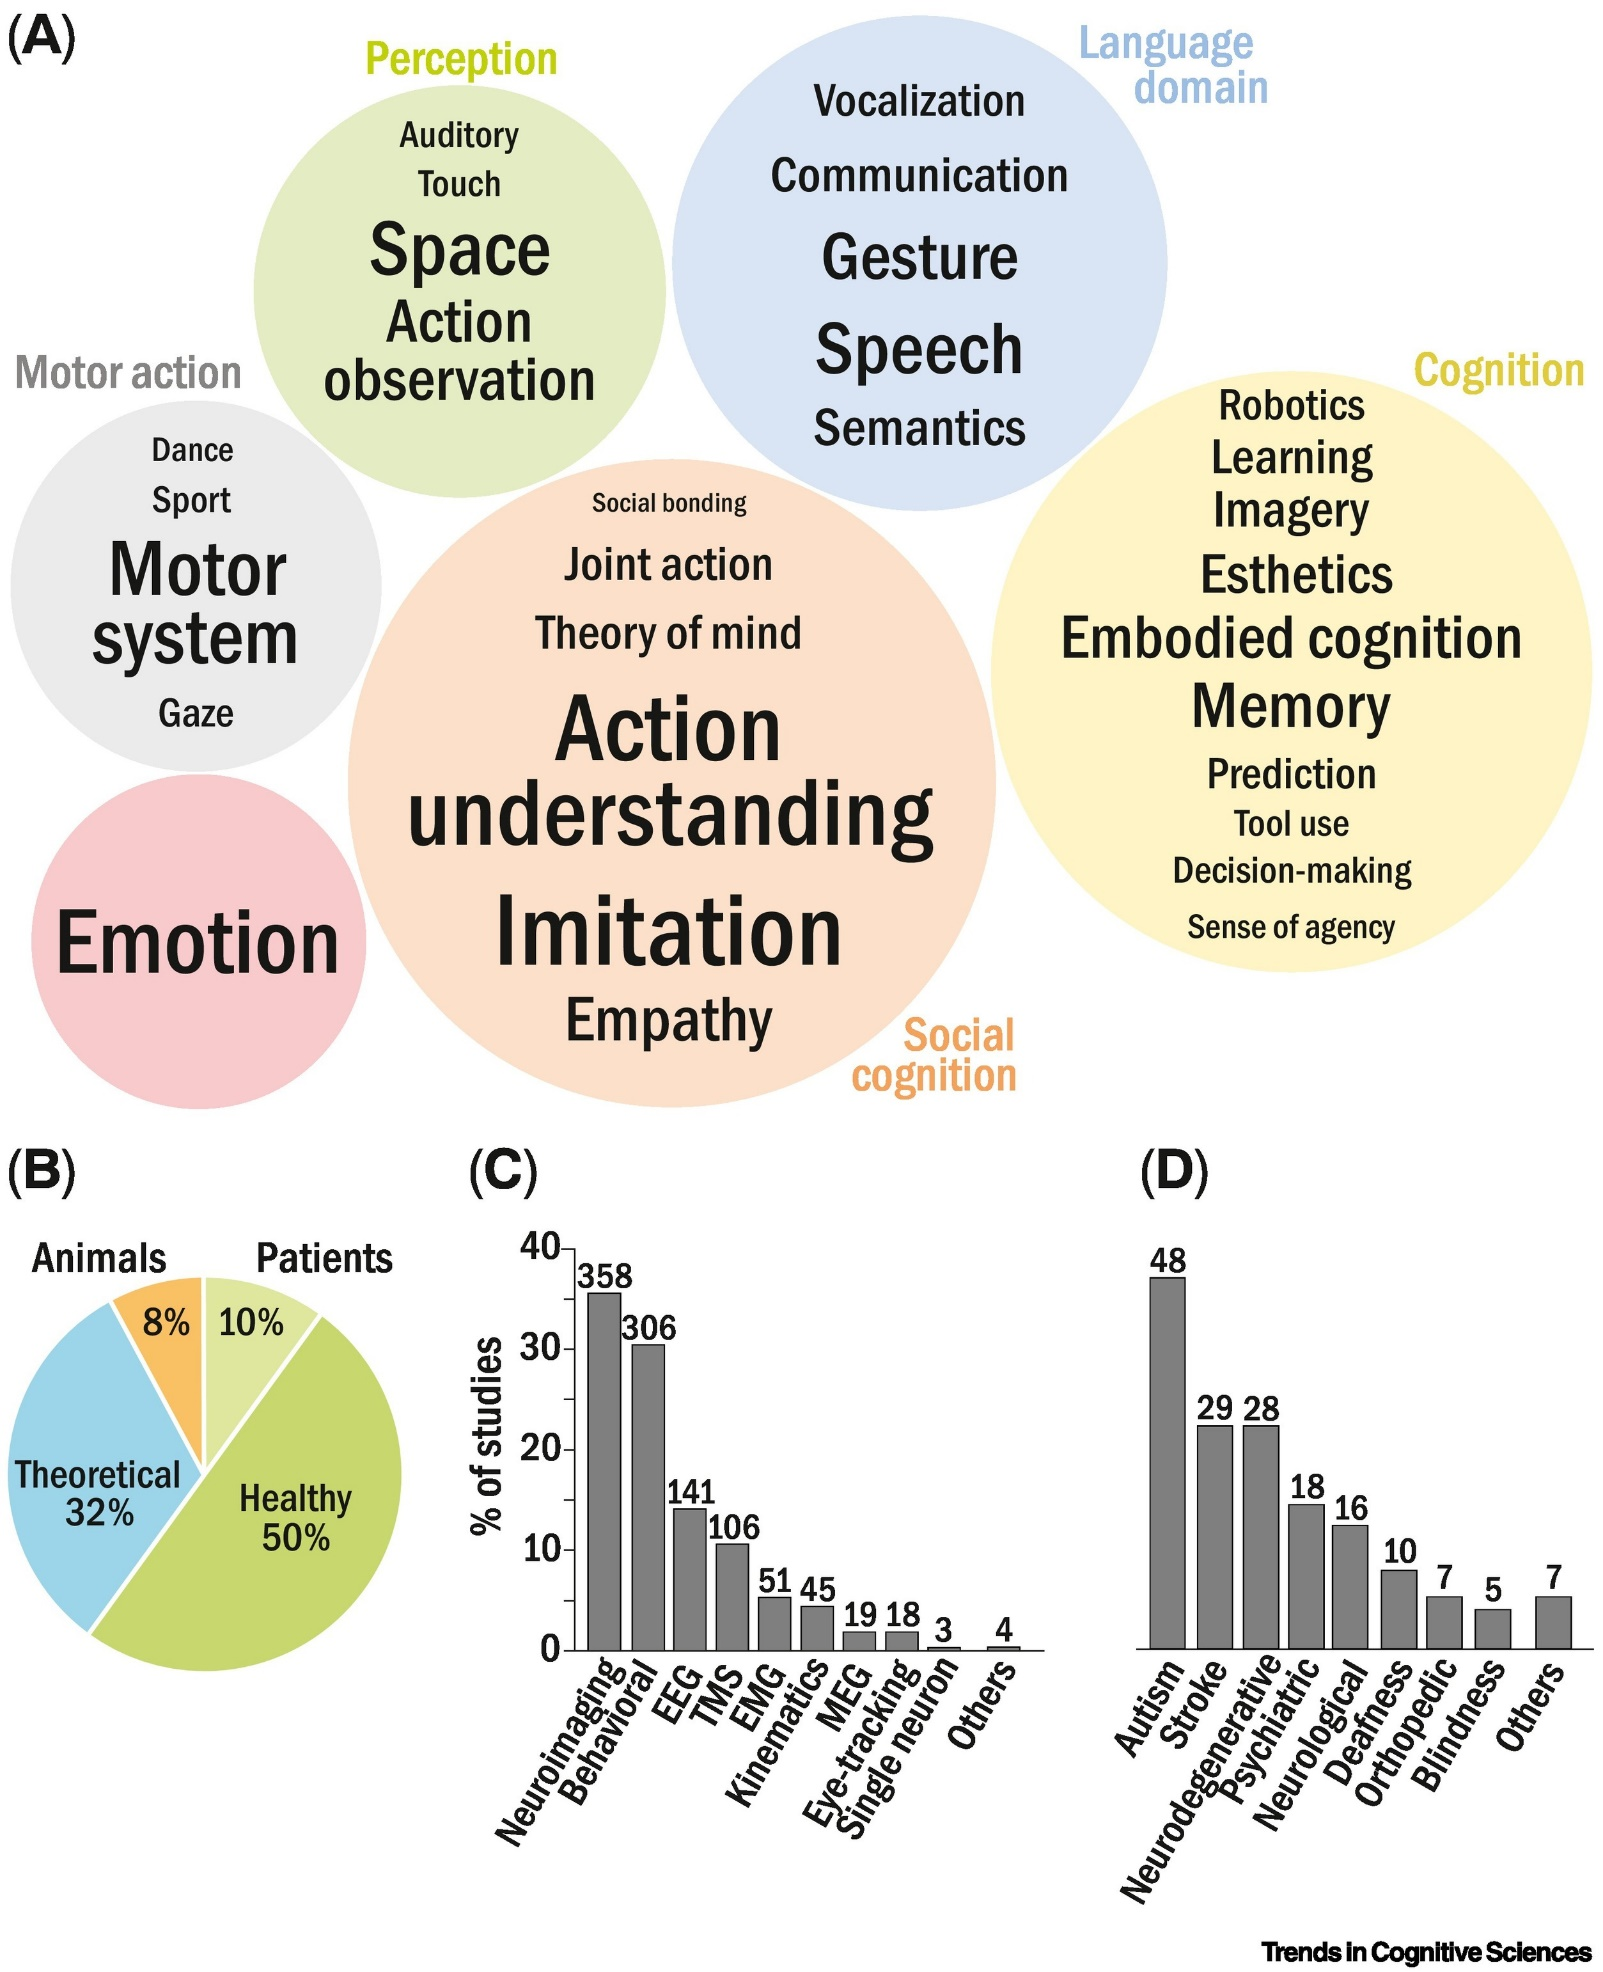 (A)
Perception
Auditory
Touch
Space
Action
observation
Language
domain
Vocalization
Communication
Gesture
Speech
Semantics
Motor action
Dance
Sport
Motor
system
Gaze
Cognition
Robotics
Learning
Imagery
Esthetics
Embodied cognition
Memory
Prediction
Tool use
Decision-making
Sense of agency
Social bonding
Joint action
Theory of mind
Action
understanding
Imitation
Empathy
Social
cognition
Emotion
(B)
Animals
Patients
8%
10%
Theoretical
32%
Healthy
50%
(C)
% of studies
40
30
20
10
0
358
306
141
106
51
45
19
18
3
4
Neuroimaging
Behavioral
EEG
TMS
EMG
Kinematics
MEG
Eye-tracking
Single neuron
Others
(D)
48
29
28
18
16
10
7
5
7
Autism
Stroke
Neurodegenerative
Psychiatric
Neurological
Deafness
Orthopedic
Blindness
Others
Trends in Cognitive Sciences